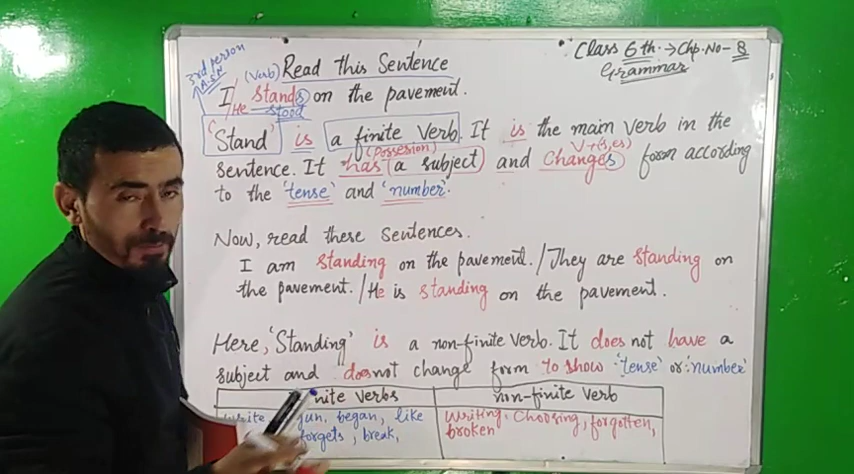 • Class 6th. → Chp. No- 8
Grammar
3rd person
(Verb) Read this Sentence
I/He stands on the pavement.
stood
'Stand' is a finite verb. It is the main verb in the
(possession) V+(s,es)
sentence. It has (a subject) and changes form according
to the 'tense' and 'number'.
Now, read these sentences.
I am standing on the pavement. /They are standing on
the pavement. /He is standing on the pavement.
Here, 'Standing' is a non-finite verb. It does not have a
subject and doesnot change form to show 'tense' or 'number'
nite verbs non-finite verb
write gun, began, like writing, choosing, forgotten,
forgets, break, broken